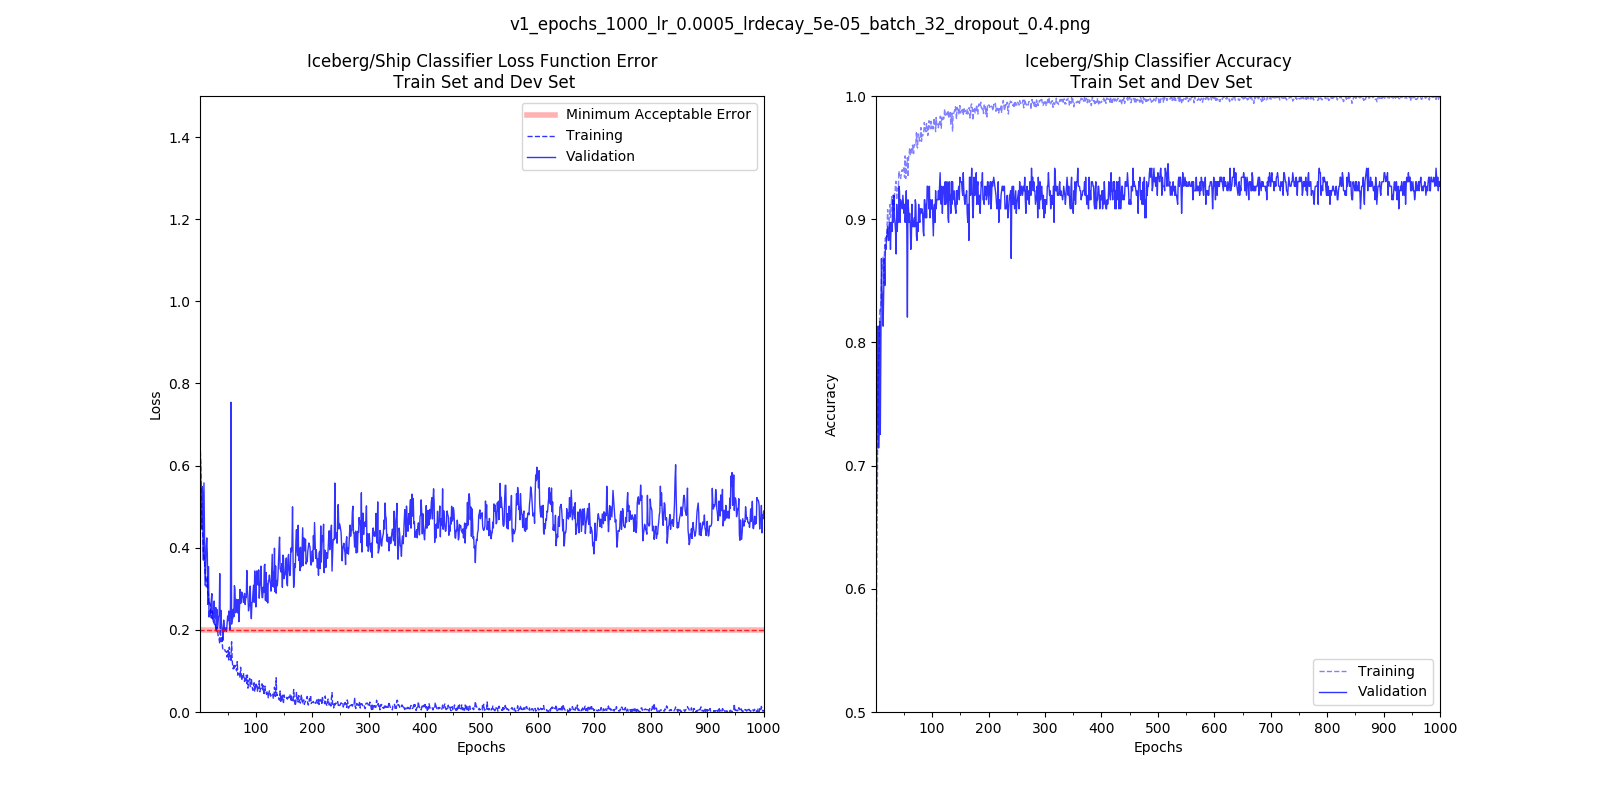 v1_epochs_1000_lr_0.0005_lrdecay_5e-05_batch_32_dropout_0.4.png
Iceberg/Ship Classifier Loss Function Error
Train Set and Dev Set
Minimum Acceptable Error
Training
Validation
1.4
1.2
1.0
0.8
0.6
0.4
0.2
0.0
Loss
100 200 300 400 500 600 700 800 900 1000
Epochs
Iceberg/Ship Classifier Accuracy
Train Set and Dev Set
1.0
0.9
0.8
0.7
0.6
0.5
Accuracy
Training
Validation
100 200 300 400 500 600 700 800 900 1000
Epochs